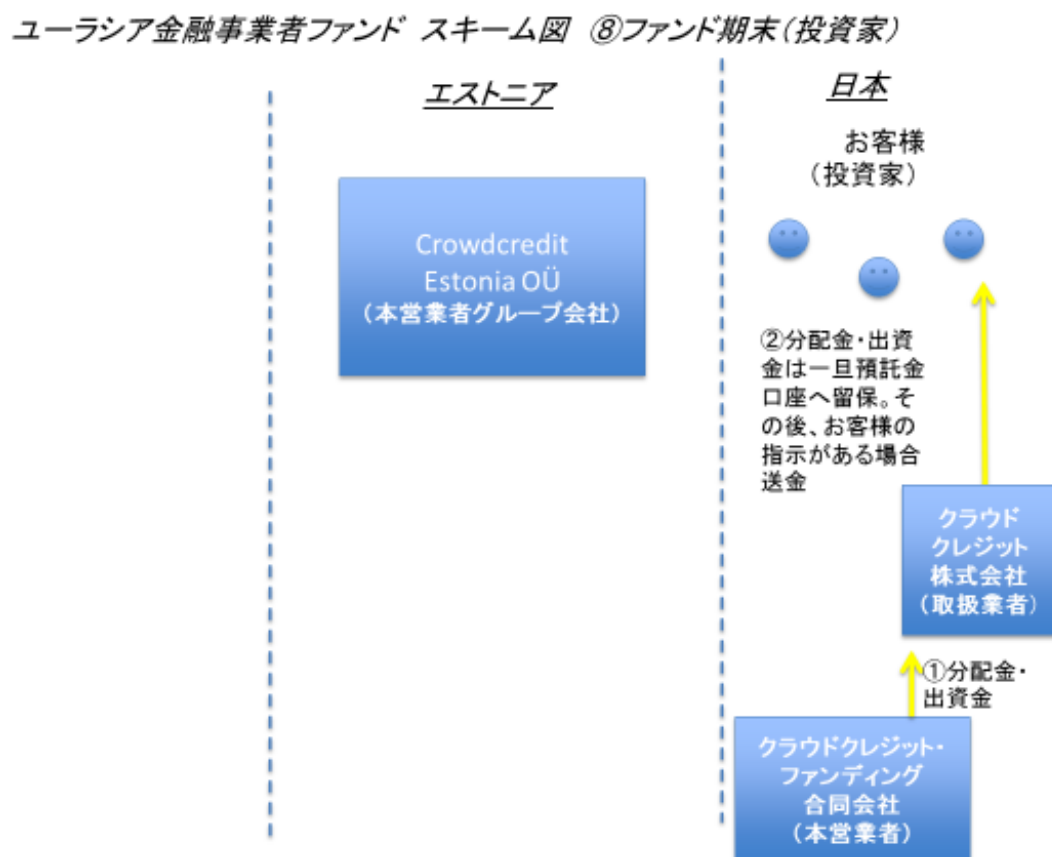 ユーラシア金融事業者ファンド スキーム図 ⑧ファンド期末(投資家)
エストニア
日本
お客様
(投資家)
Crowdcredit
Estonia OÜ
(本営業者グループ会社)
②分配金・出資
金は一旦預託金
口座へ留保。そ
の後、お客様の
指示がある場合
送金
クラウド
クレジット
株式会社
(取扱業者)
①分配金・
出資金
クラウドクレジット・
ファンディング
合同会社
(本営業者)